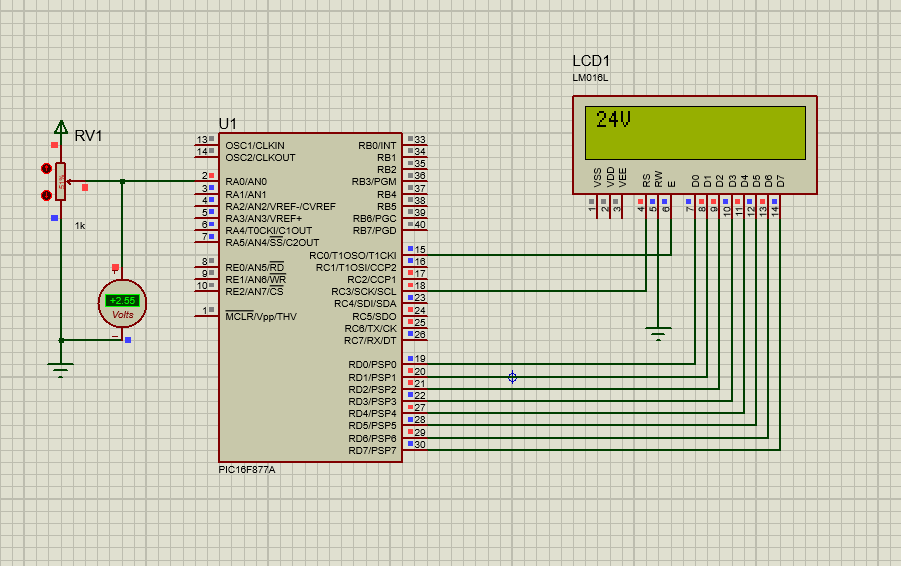 LCD1
LM016L
24V
VSS
VDD
VEE
RS
RW
E
D0
D1
D2
D3
D4
D5
D6
D7
1
2
3
4
5
6
7
8
9
10
11
12
13
14
RV1
51%
1k
+2.55
Volts
U1
13 OSC1/CLKIN RB0/INT 33
14 OSC2/CLKOUT RB1 34
RB2 35
2 RA0/AN0 RB3/PGM 36
3 RA1/AN1 RB4 37
4 RA2/AN2/VREF-/CVREF RB5 38
5 RA3/AN3/VREF+ RB6/PGC 39
6 RA4/T0CKI/C1OUT RB7/PGD 40
7 RA5/AN4/SS/C2OUT
RC0/T1OSO/T1CKI 15
8 RE0/AN5/RD RC1/T1OSI/CCP2 16
9 RE1/AN6/WR RC2/CCP1 17
10 RE2/AN7/CS RC3/SCK/SCL 18
RC4/SDI/SDA 23
1 MCLR/Vpp/THV RC5/SDO 24
RC6/TX/CK 25
RC7/RX/DT 26
RD0/PSP0 19
RD1/PSP1 20
RD2/PSP2 21
RD3/PSP3 22
RD4/PSP4 27
RD5/PSP5 28
RD6/PSP6 29
RD7/PSP7 30
PIC16F877A